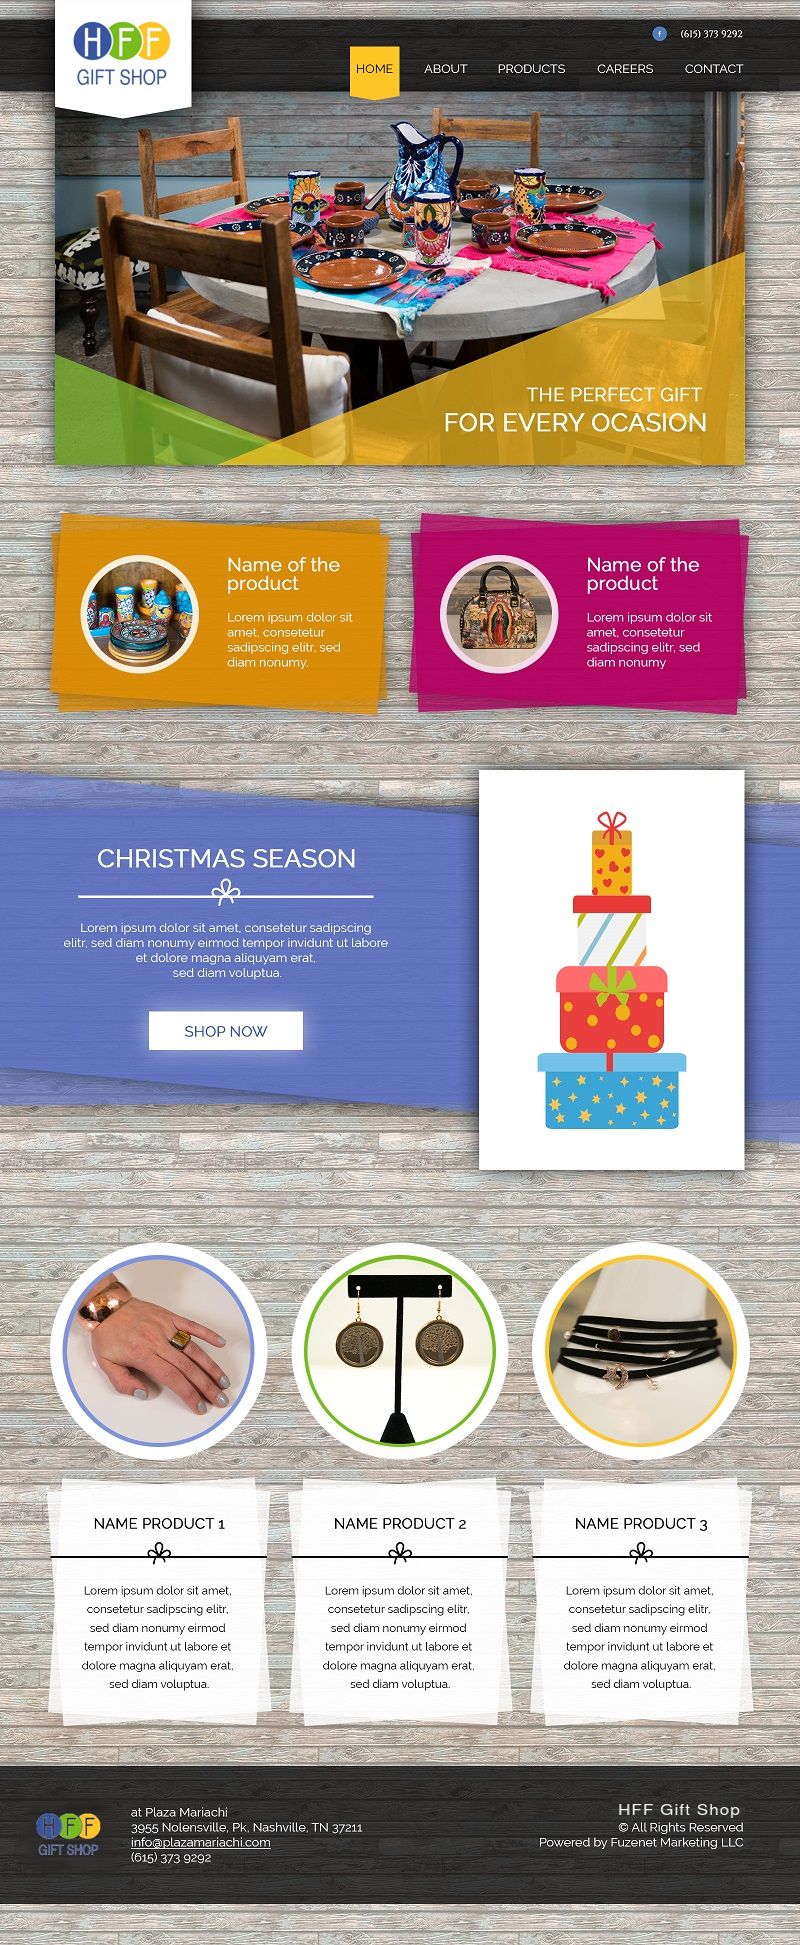 HFF
GIFT SHOP
f
(615) 373 9292
HOME
ABOUT
PRODUCTS
CAREERS
CONTACT
THE PERFECT GIFT
FOR EVERY OCASION
Name of the
product
Lorem ipsum dolor sit
amet, consetetur
sadipscing elitr, sed
diam nonumy.
Name of the
product
Lorem ipsum dolor sit
amet, consetetur
sadipscing elitr, sed
diam nonumy
CHRISTMAS SEASON
Lorem ipsum dolor sit amet, consetetur sadipscing
elitr, sed diam nonumy eirmod tempor invidunt ut labore
et dolore magna aliquyam erat,
sed diam voluptua.
SHOP NOW
NAME PRODUCT 1
Lorem ipsum dolor sit amet,
consetetur sadipscing elitr,
sed diam nonumy eirmod
tempor invidunt ut labore et
dolore magna aliquyam erat,
sed diam voluptua.
NAME PRODUCT 2
Lorem ipsum dolor sit amet,
consetetur sadipscing elitr,
sed diam nonumy eirmod
tempor invidunt ut labore et
dolore magna aliquyam erat,
sed diam voluptua.
NAME PRODUCT 3
Lorem ipsum dolor sit amet,
consetetur sadipscing elitr,
sed diam nonumy eirmod
tempor invidunt ut labore et
dolore magna aliquyam erat,
sed diam voluptua.
HFF
GIFT SHOP
at Plaza Mariachi
3955 Nolensville, Pk, Nashville, TN 37211
info@plazamariachi.com
(615) 373 9292
HFF Gift Shop
© All Rights Reserved
Powered by Fuzenet Marketing LLC